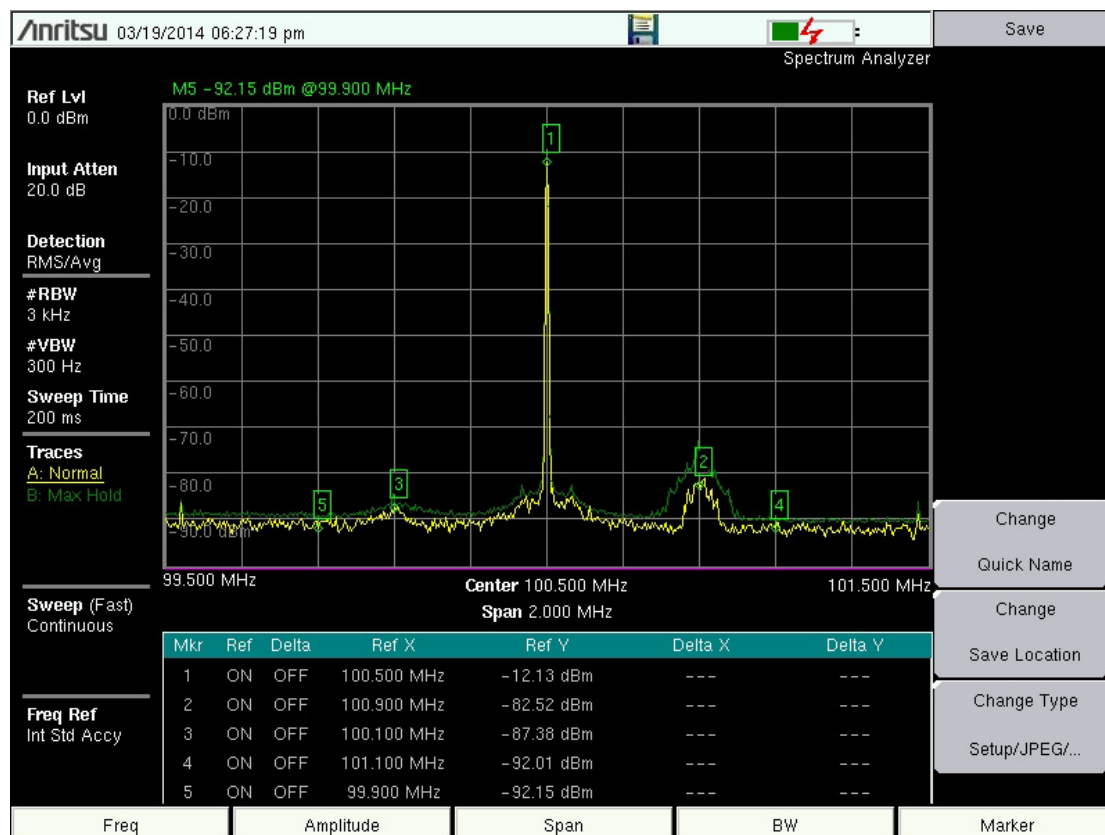 Anritsu 03/19/2014 06:27:19 pm
Save
Spectrum Analyzer
M5 -92.15 dBm @99.900 MHz
Ref Lvl
0.0 dBm
Input Atten
20.0 dB
Detection
RMS/Avg
#RBW
3 kHz
#VBW
300 Hz
Sweep Time
200 ms
Traces
A: Normal
B: Max Hold
Sweep (Fast)
Continuous
Freq Ref
Int Std Accy
0.0 dBm
-10.0
-20.0
-30.0
-40.0
-50.0
-60.0
-70.0
-80.0
-90.0 dBm
1
2
3
5
4
99.500 MHz
Center 100.500 MHz
101.500 MHz
Span 2.000 MHz
Mkr Ref Delta Ref X Ref Y Delta X Delta Y
1 ON OFF 100.500 MHz -12.13 dBm --- ---
2 ON OFF 100.900 MHz -82.52 dBm --- ---
3 ON OFF 100.100 MHz -87.38 dBm --- ---
4 ON OFF 101.100 MHz -92.01 dBm --- ---
5 ON OFF 99.900 MHz -92.15 dBm --- ---
Change
Quick Name
Change
Save Location
Change Type
Setup/JPEG/...
Freq Amplitude Span BW Marker